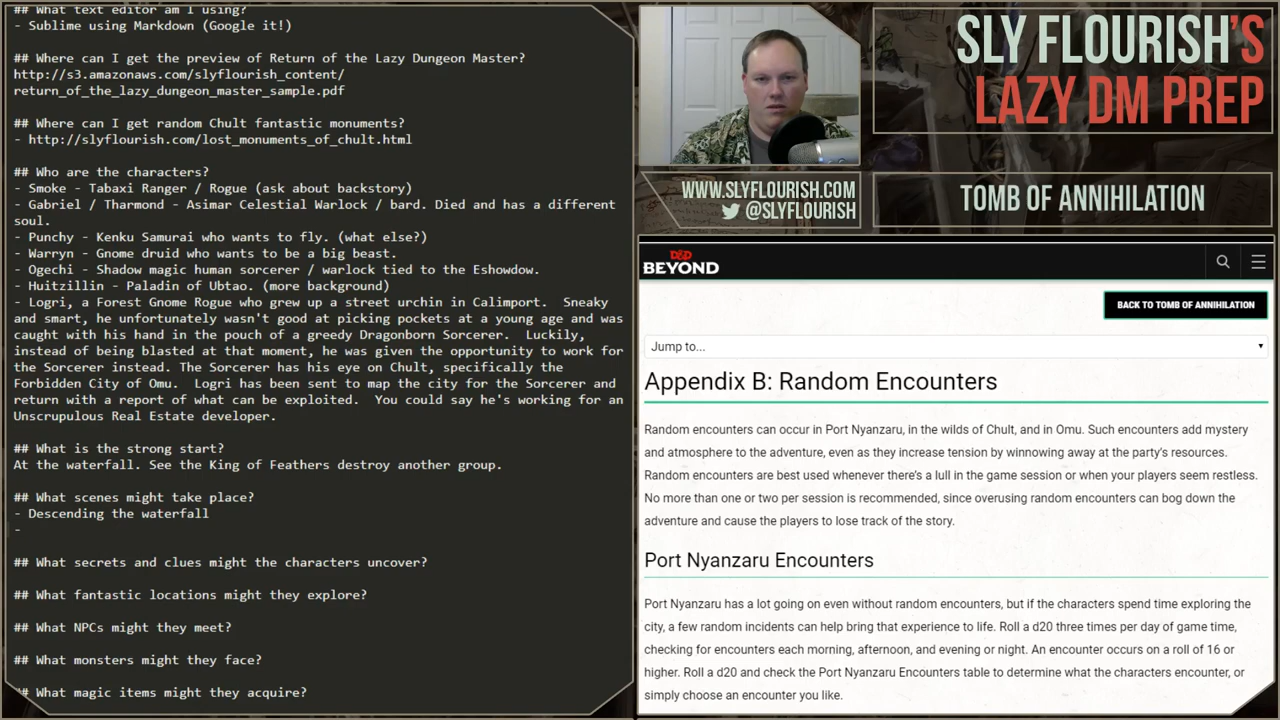 ## What text editor am I using?
- Sublime using Markdown (Google it!)
## Where can I get the preview of Return of the Lazy Dungeon Master?
http://s3.amazonaws.com/slyflourish_content/
return_of_the_lazy_dungeon_master_sample.pdf
## Where can I get random Chult fantastic monuments?
- http://slyflourish.com/lost_monuments_of_chult.html
## Who are the characters?
- Smoke - Tabaxi Ranger / Rogue (ask about backstory)
- Gabriel / Tharmond - Asimar Celestial Warlock / bard. Died and has a different
soul.
- Punchy - Kenku Samurai who wants to fly. (what else?)
- Warryn - Gnome druid who wants to be a big beast.
- Ogechi - Shadow magic human sorcerer / warlock tied to the Eshowdow.
- Huitzillin - Paladin of Ubtao. (more background)
- Logri, a Forest Gnome Rogue who grew up a street urchin in Calimport.  Sneaky
and smart, he unfortunately wasn't good at picking pockets at a young age and was
caught with his hand in the pouch of a greedy Dragonborn Sorcerer.  Luckily,
instead of being blasted at that moment, he was given the opportunity to work for
the Sorcerer instead. The Sorcerer has his eye on Chult, specifically the
Forbidden City of Omu.  Logri has been sent to map the city for the Sorcerer and
return with a report of what can be exploited.  You could say he's working for an
Unscrupulous Real Estate developer.
## What is the strong start?
At the waterfall. See the King of Feathers destroy another group.
## What scenes might take place?
- Descending the waterfall
-
## What secrets and clues might the characters uncover?
## What fantastic locations might they explore?
## What NPCs might they meet?
## What monsters might they face?
## What magic items might they acquire?
SLY FLOURISH'S
LAZY DM PREP
WWW.SLYFLOURISH.COM
@SLYFLOURISH
TOMB OF ANNIHILATION
D&D
BEYOND
BACK TO TOMB OF ANNIHILATION
Jump to...
Appendix B: Random Encounters
Random encounters can occur in Port Nyanzaru, in the wilds of Chult, and in Omu. Such encounters add mystery
and atmosphere to the adventure, even as they increase tension by winnowing away at the party's resources.
Random encounters are best used whenever there's a lull in the game session or when your players seem restless.
No more than one or two per session is recommended, since overusing random encounters can bog down the
adventure and cause the players to lose track of the story.
Port Nyanzaru Encounters
Port Nyanzaru has a lot going on even without random encounters, but if the characters spend time exploring the
city, a few random incidents can help bring that experience to life. Roll a d20 three times per day of game time,
checking for encounters each morning, afternoon, and evening or night. An encounter occurs on a roll of 16 or
higher. Roll a d20 and check the Port Nyanzaru Encounters table to determine what the characters encounter, or
simply choose an encounter you like.